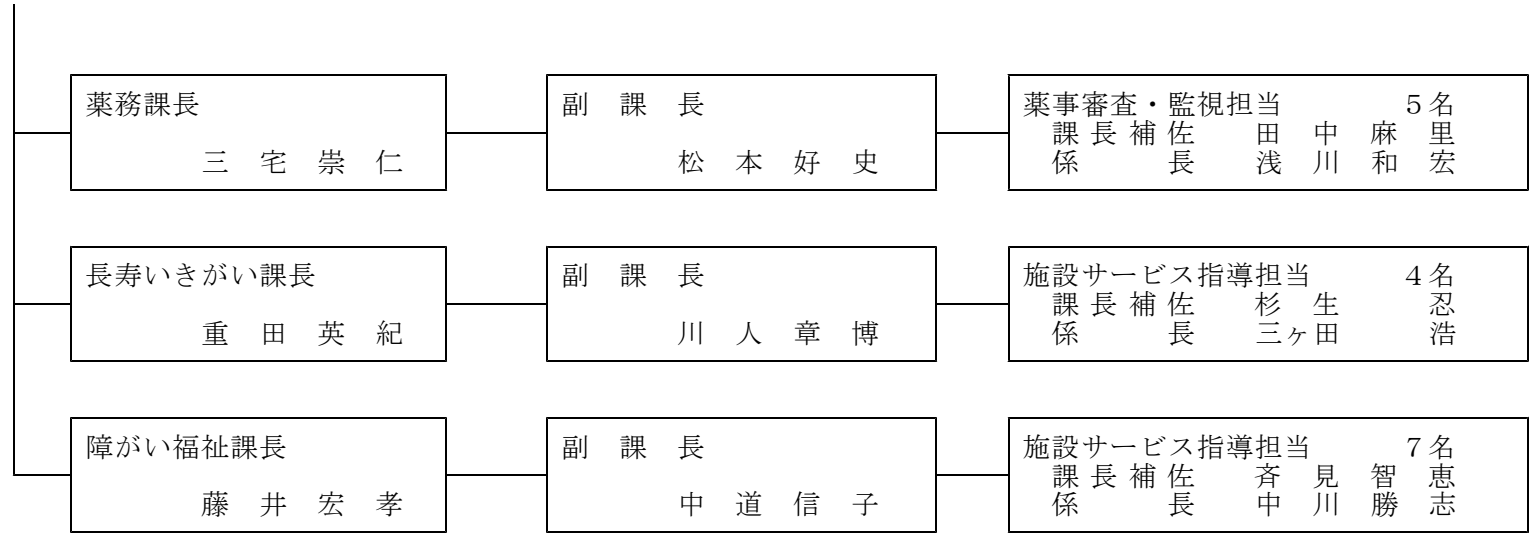 薬務課長
三宅崇仁
副課長
松本好史
薬事審査・監視担当 5名
課長補佐 田中麻里
係長 浅川和宏
長寿いきがい課長
重田英紀
副課長
川人章博
施設サービス指導担当 4名
課長補佐 杉生忍
係長 三ヶ田浩
障がい福祉課長
藤井宏孝
副課長
中道信子
施設サービス指導担当 7名
課長補佐 斉見智恵
係長 中川勝志